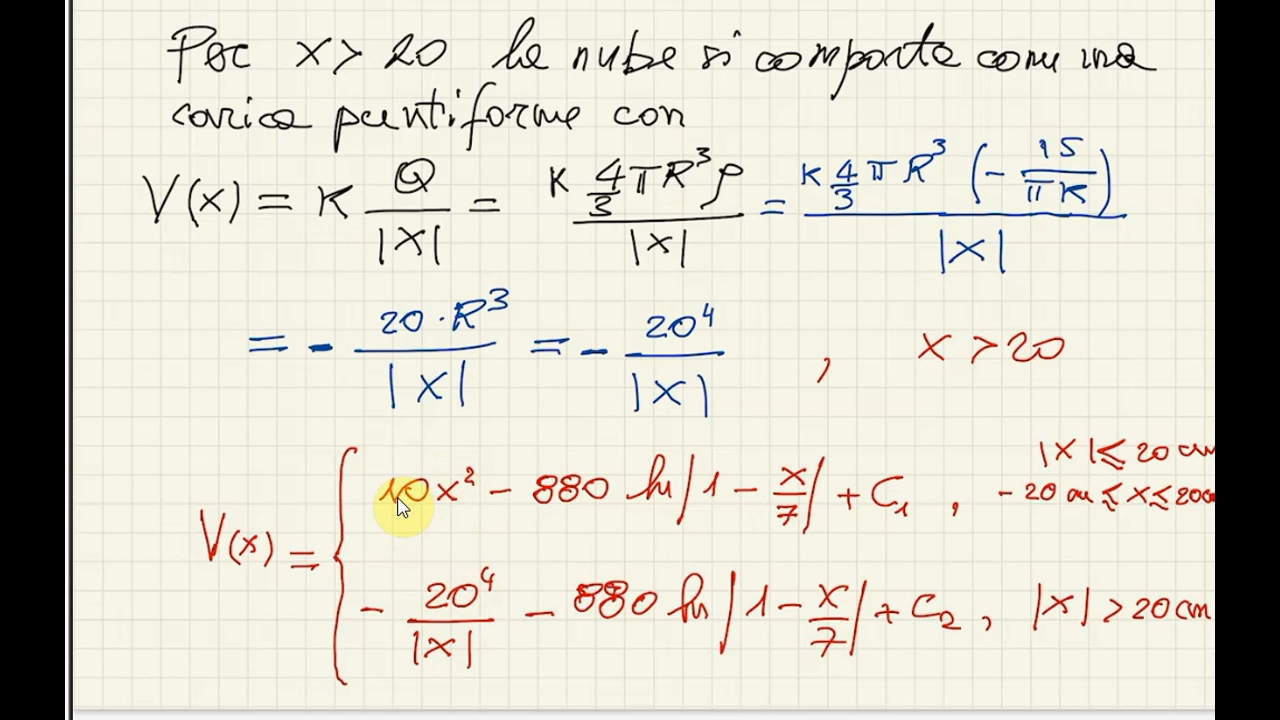 Per x > 20 la nube si comporta come una
carica puntiforme con
V(x) = K Q/|x| = K 4/3 π R³ ρ / |x| = K 4/3 π R³ (- 15/(π K)) / |x|
= - 20 · R³ / |x| = - 20⁴ / |x| , x > 20
V(x) = { 10x² - 880 ln|1 - x/7| + C₁ , |x| ≤ 20 cm
- 20 cm ≤ x ≤ 20 cm
- 20⁴/|x| - 880 ln|1 - x/7| + C₂ , |x| > 20 cm